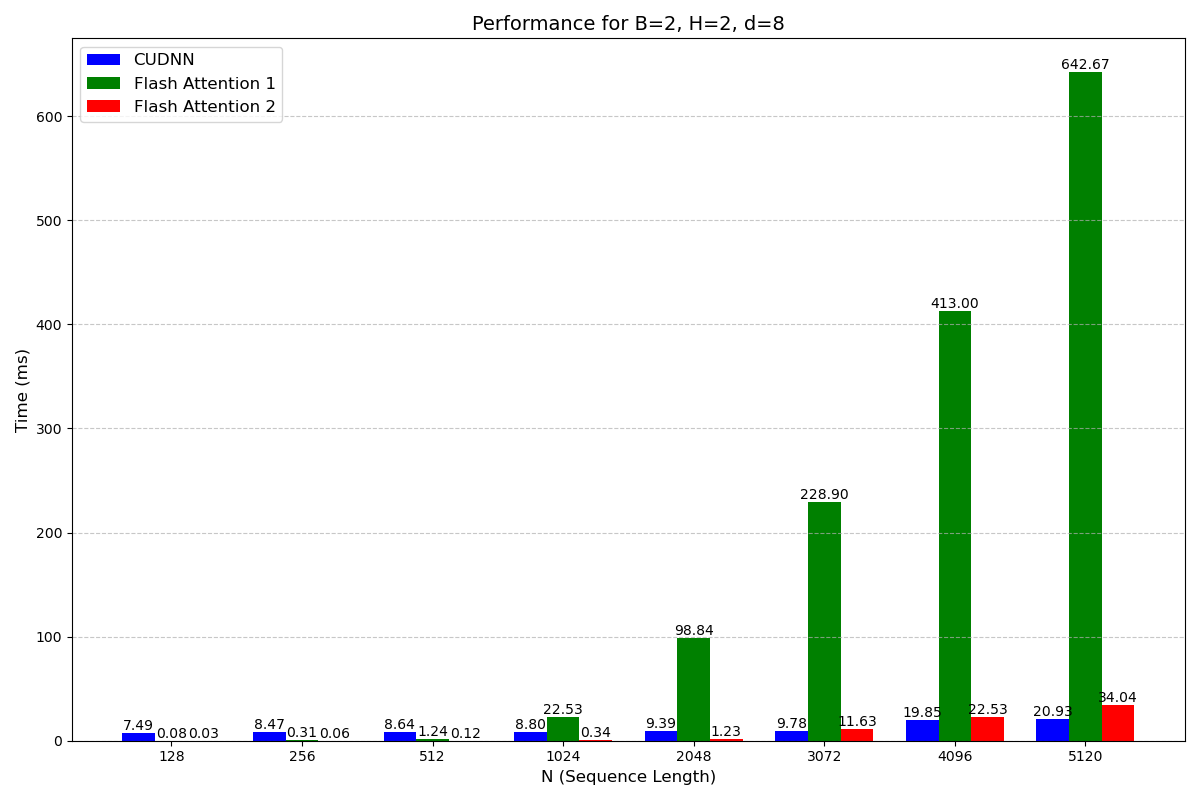 Performance for B=2, H=2, d=8
CUDNN
Flash Attention 1
Flash Attention 2
Time (ms)
600
500
400
300
200
100
0
7.49 0.08 0.03
8.47 0.31 0.06
8.64 1.24 0.12
8.80 22.53 0.34
9.39 98.84 1.23
9.78 228.90 11.63
19.85 413.00 22.53
20.93 642.67 34.04
128 256 512 1024 2048 3072 4096 5120
N (Sequence Length)